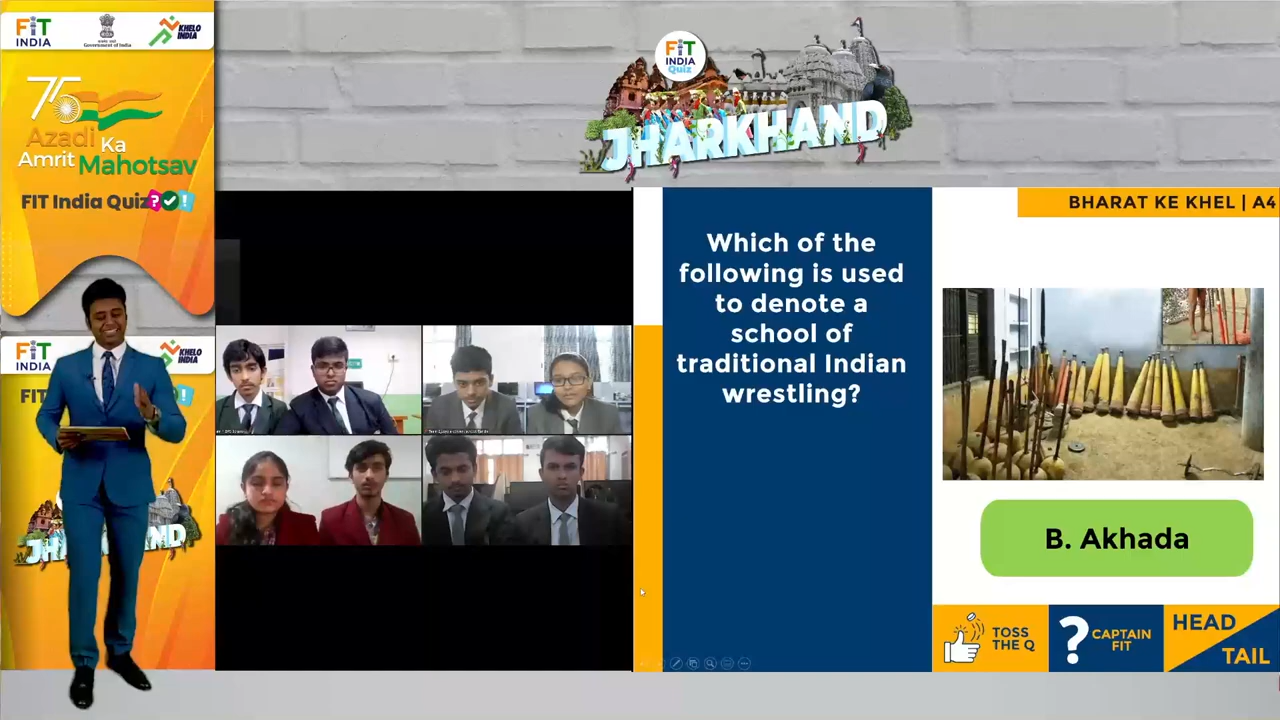 FIT
INDIA
Government of India
KHELO
INDIA
75
Azadi Ka
Amrit Mahotsav
FIT India Quiz?!
FIT
INDIA
Quiz
JHARKHAND
BHARAT KE KHEL | A4
Which of the
following is used
to denote a
school of
traditional Indian
wrestling?
B. Akhada
TOSS
THE Q
?
CAPTAIN
FIT
HEAD
TAIL
FIT
INDIA
KHELO
INDIA
FIT
JHARKHAND